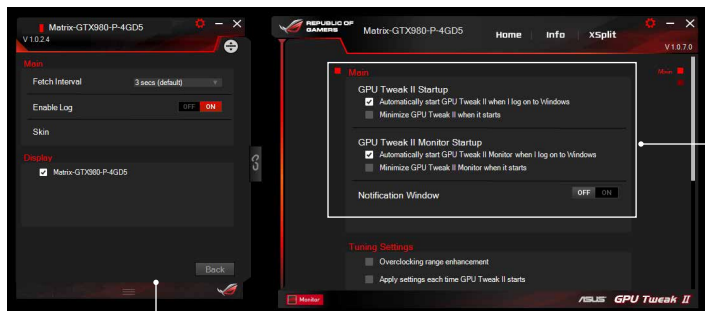 Matrix-GTX980-P-4GD5
V 1.0.2.4
Main
Fetch Interval 3 secs (default)
Enable Log OFF ON
Skin
Display
Matrix-GTX980-P-4GD5
Back
REPUBLIC OF
GAMERS
Matrix-GTX980-P-4GD5
Home Info XSplit
V 1.0.7.0
Main
Main
GPU Tweak II Startup
Automatically start GPU Tweak II when I log on to Windows
Minimize GPU Tweak II when it starts
GPU Tweak II Monitor Startup
Automatically start GPU Tweak II Monitor when I log on to Windows
Minimize GPU Tweak II Monitor when it starts
Notification Window OFF ON
Tuning Settings
Overclocking range enhancement
Apply settings each time GPU Tweak II starts
Monitor
ASUS GPU Tweak II